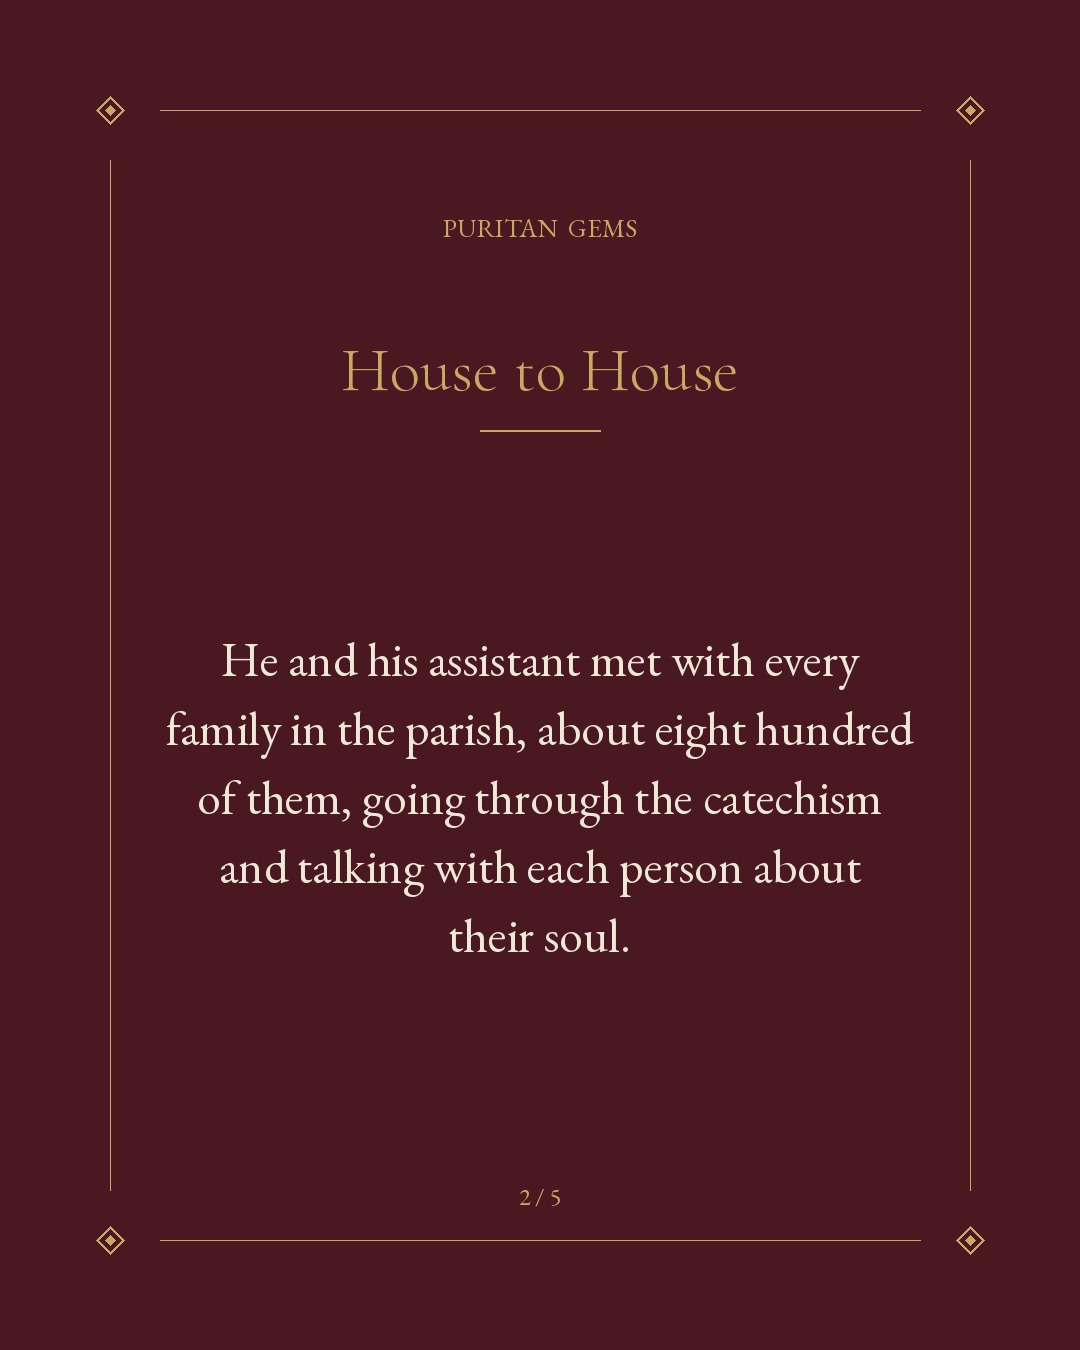 PURITAN GEMS
House to House
He and his assistant met with every
family in the parish, about eight hundred
of them, going through the catechism
and talking with each person about
their soul.
2 / 5